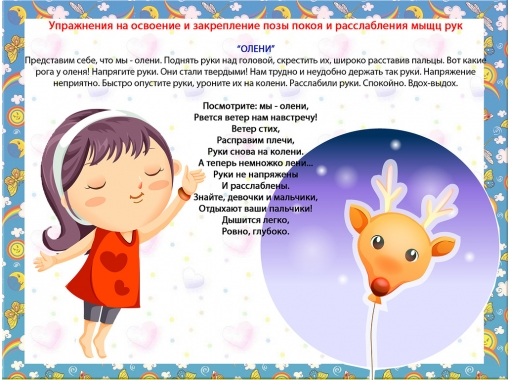 Упражнения на освоение и закрепление позы покоя и расслабления мыщц рук
“ОЛЕНИ”
Представим себе, что мы - олени. Поднять руки над головой, скрестить их, широко расставив пальцы. Вот какие
рога у оленя! Напрягите руки. Они стали твердыми! Нам трудно и неудобно держать так руки. Напряжение
неприятно. Быстро опустите руки, уроните их на колени. Расслабили руки. Спокойно. Вдох-выдох.
Посмотрите: мы - олени,
Рвется ветер нам навстречу!
Ветер стих,
Расправим плечи,
Руки снова на колени.
А теперь немножко лени...
Руки не напряжены
И расслаблены.
Знайте, девочки и мальчики,
Отдыхают ваши пальчики!
Дышится легко,
Ровно, глубоко.